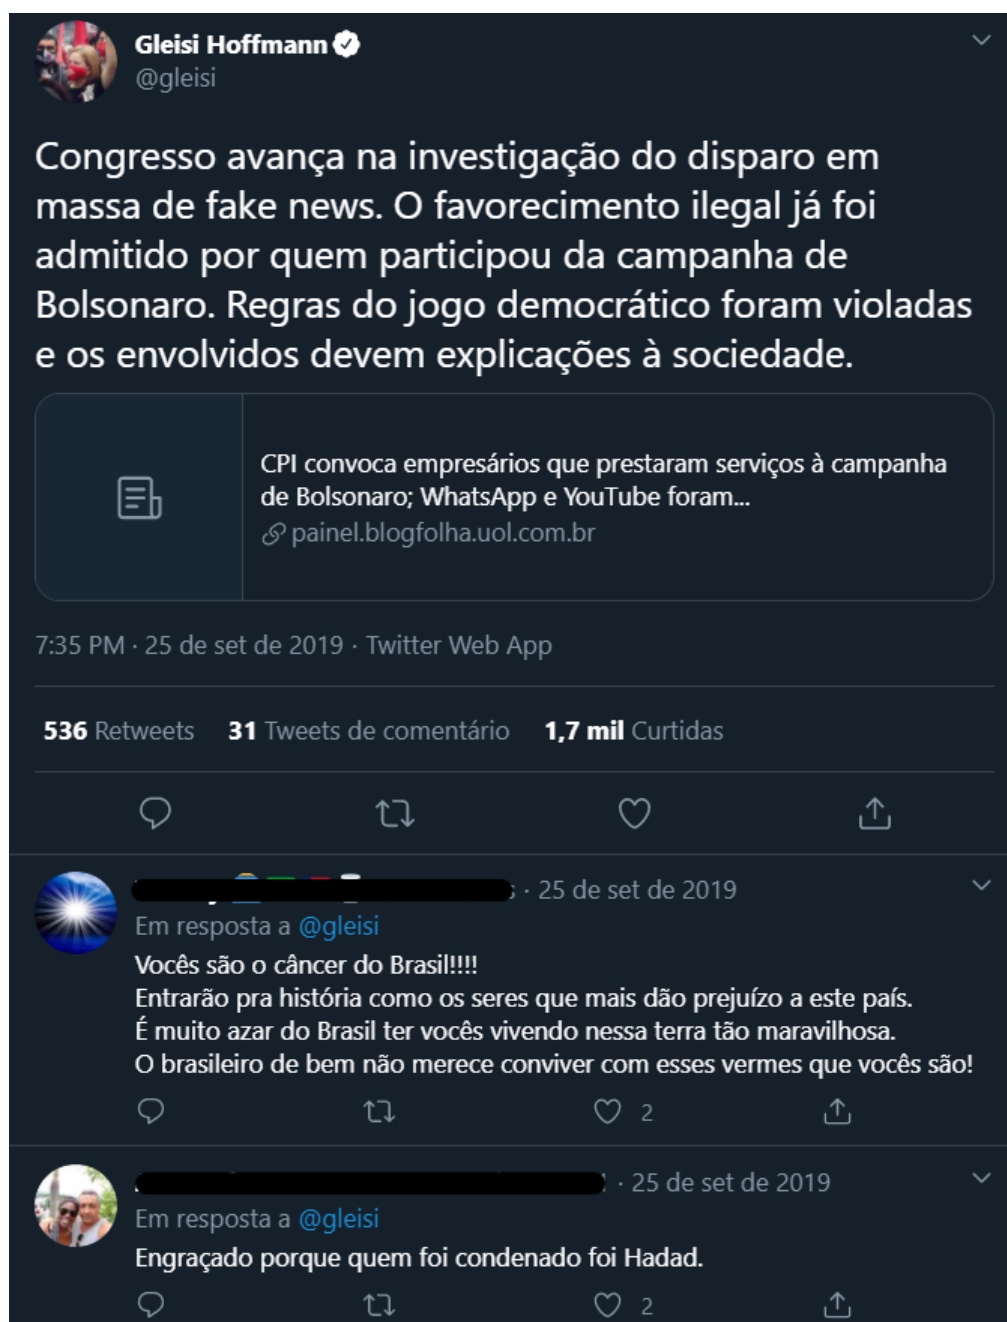 Gleisi Hoffmann
@gleisi
Congresso avança na investigação do disparo em
massa de fake news. O favorecimento ilegal já foi
admitido por quem participou da campanha de
Bolsonaro. Regras do jogo democrático foram violadas
e os envolvidos devem explicações à sociedade.
CPI convoca empresários que prestaram serviços à campanha
de Bolsonaro; WhatsApp e YouTube foram...
painel.blogfolha.uol.com.br
7:35 PM · 25 de set de 2019 · Twitter Web App
536 Retweets 31 Tweets de comentário 1,7 mil Curtidas
· 25 de set de 2019
Em resposta a @gleisi
Vocês são o câncer do Brasil!!!!
Entrarão pra história como os seres que mais dão prejuízo a este país.
É muito azar do Brasil ter vocês vivendo nessa terra tão maravilhosa.
O brasileiro de bem não merece conviver com esses vermes que vocês são!
2
· 25 de set de 2019
Em resposta a @gleisi
Engraçado porque quem foi condenado foi Hadad.
2